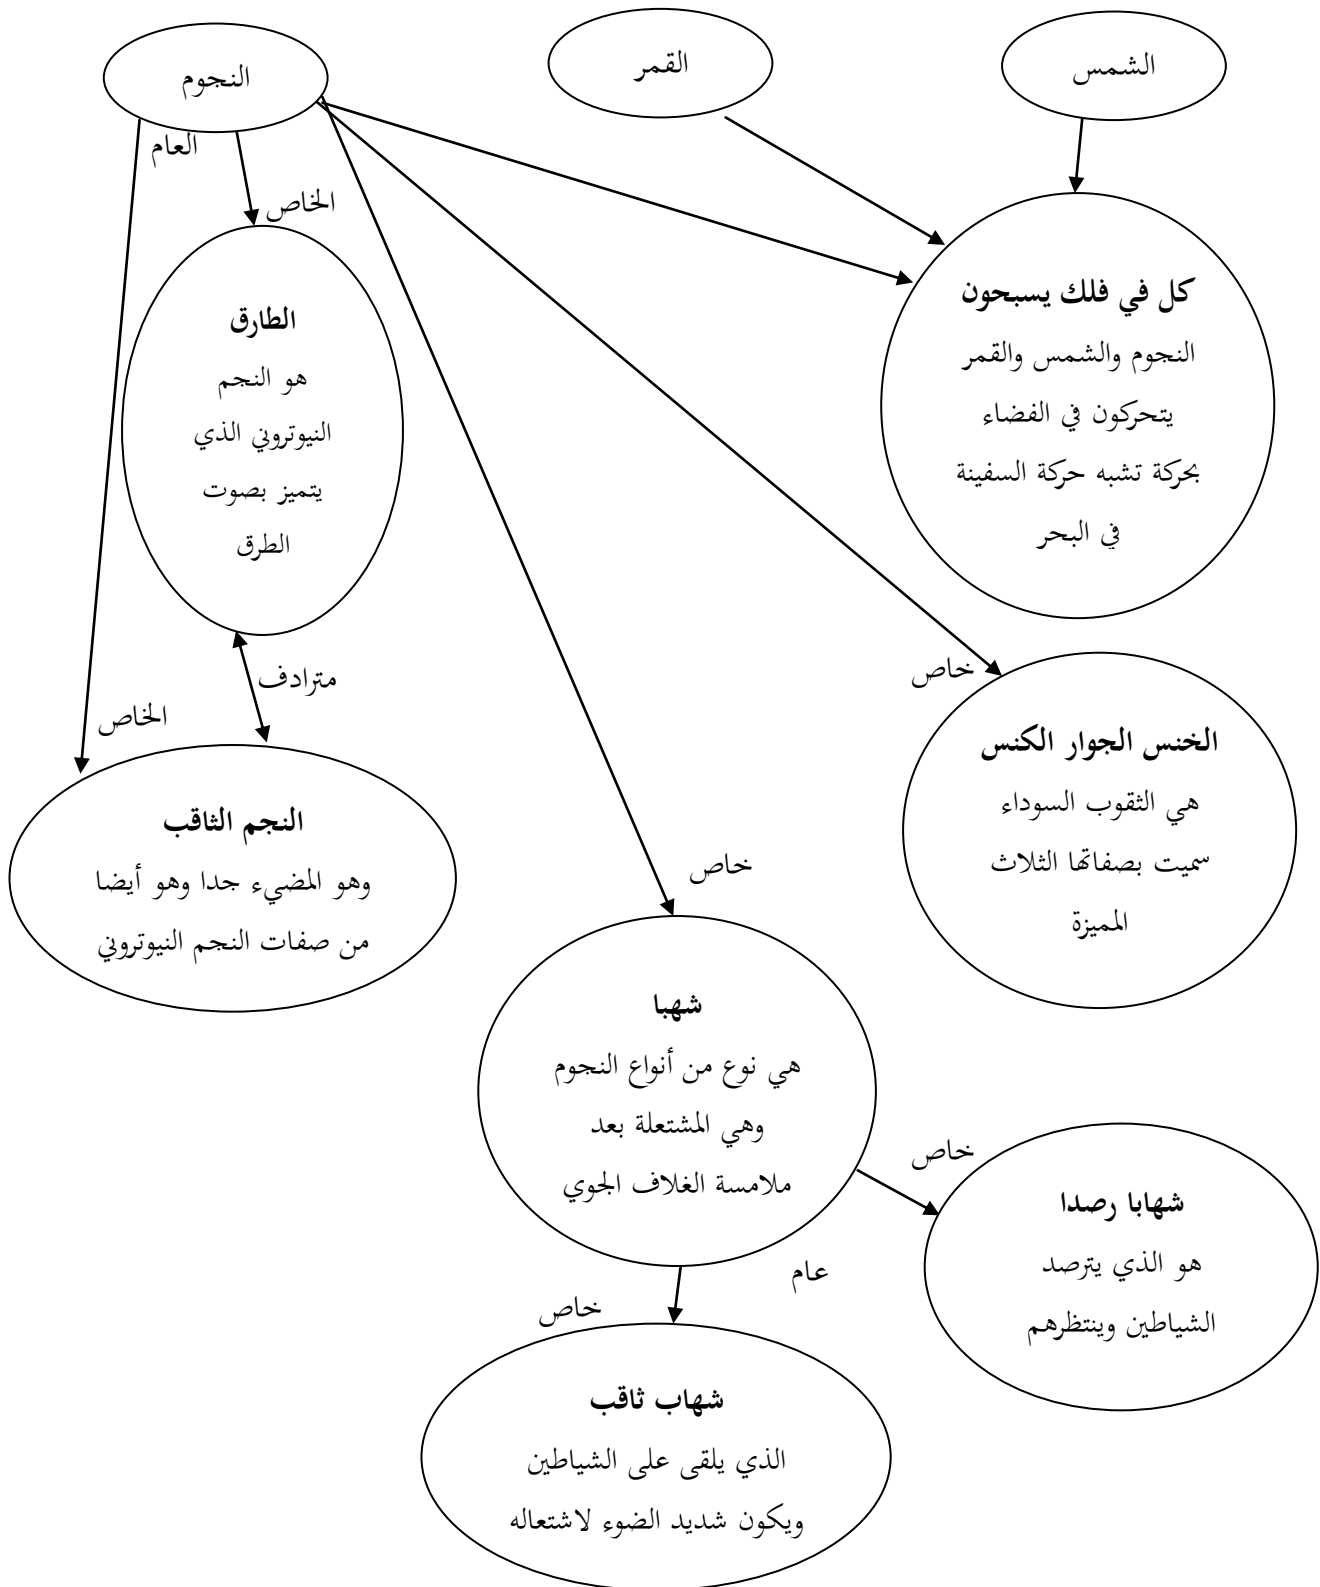 الشمس
القمر
النجوم
العام
الخاص
كل في فلك يسبحون
النجوم والشمس والقمر
يتحركون في الفضاء
بحركة تشبه حركة السفينة
في البحر
الطارق
هو النجم
النيوتروني الذي
يتميز بصوت
الطرق
مترادف
الخاص
خاص
الخنس الجوار الكنس
هي الثقوب السوداء
سميت بصفاتها الثلاث
المميزة
النجم الثاقب
وهو المضيء جدا وهو أيضا
من صفات النجم النيوتروني
خاص
شهبا
هي نوع من أنواع النجوم
وهي المشتعلة بعد
ملامسة الغلاف الجوي
خاص
شهابا رصدا
هو الذي يترصد
الشياطين وينتظرهم
عام
خاص
شهاب ثاقب
الذي يلقى على الشياطين
ويكون شديد الضوء لاشتعاله